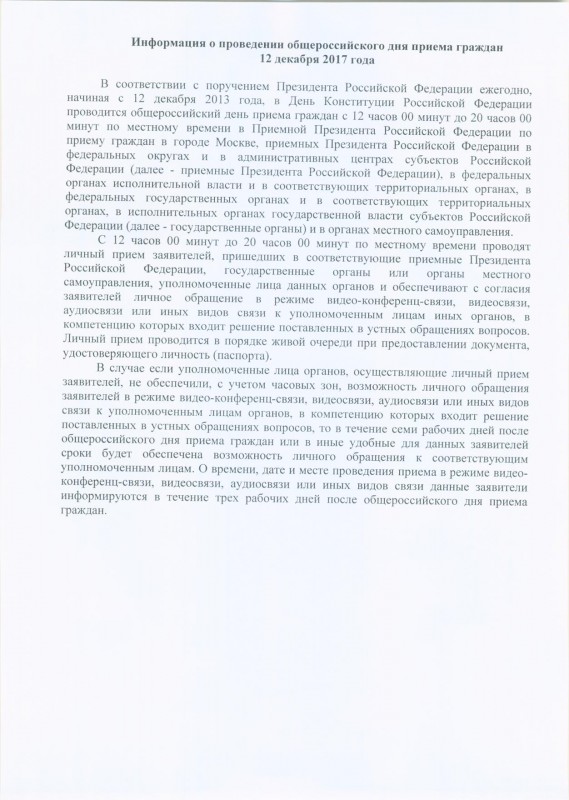 Информация о проведении общероссийского дня приема граждан
12 декабря 2017 года
В соответствии с поручением Президента Российской Федерации ежегодно,
начиная с 12 декабря 2013 года, в День Конституции Российской Федерации
проводится общероссийский день приема граждан с 12 часов 00 минут до 20 часов 00
минут по местному времени в Приемной Президента Российской Федерации по
приему граждан в городе Москве, приемных Президента Российской Федерации в
федеральных округах и в административных центрах субъектов Российской
Федерации (далее - приемные Президента Российской Федерации), в федеральных
органах исполнительной власти и в соответствующих территориальных органах, в
федеральных государственных органах и в соответствующих территориальных
органах, в исполнительных органах государственной власти субъектов Российской
Федерации (далее - государственные органы) и в органах местного самоуправления.
С 12 часов 00 минут до 20 часов 00 минут по местному времени проводят
личный прием заявителей, пришедших в соответствующие приемные Президента
Российской Федерации, государственные органы или органы местного
самоуправления, уполномоченные лица данных органов и обеспечивают с согласия
заявителей личное обращение в режиме видео-конференц-связи, видеосвязи,
аудиосвязи или иных видов связи к уполномоченным лицам иных органов, в
компетенцию которых входит решение поставленных в устных обращениях вопросов.
Личный прием проводится в порядке живой очереди при предоставлении документа,
удостоверяющего личность (паспорта).
В случае если уполномоченные лица органов, осуществляющие личный прием
заявителей, не обеспечили, с учетом часовых зон, возможность личного обращения
заявителей в режиме видео-конференц-связи, видеосвязи, аудиосвязи или иных видов
связи к уполномоченным лицам органов, в компетенцию которых входит решение
поставленных в устных обращениях вопросов, то в течение семи рабочих дней после
общероссийского дня приема граждан или в иные удобные для данных заявителей
сроки будет обеспечена возможность личного обращения к соответствующим
уполномоченным лицам. О времени, дате и месте проведения приема в режиме видео-
конференц-связи, видеосвязи, аудиосвязи или иных видов связи данные заявители
информируются в течение трех рабочих дней после общероссийского дня приема
граждан.